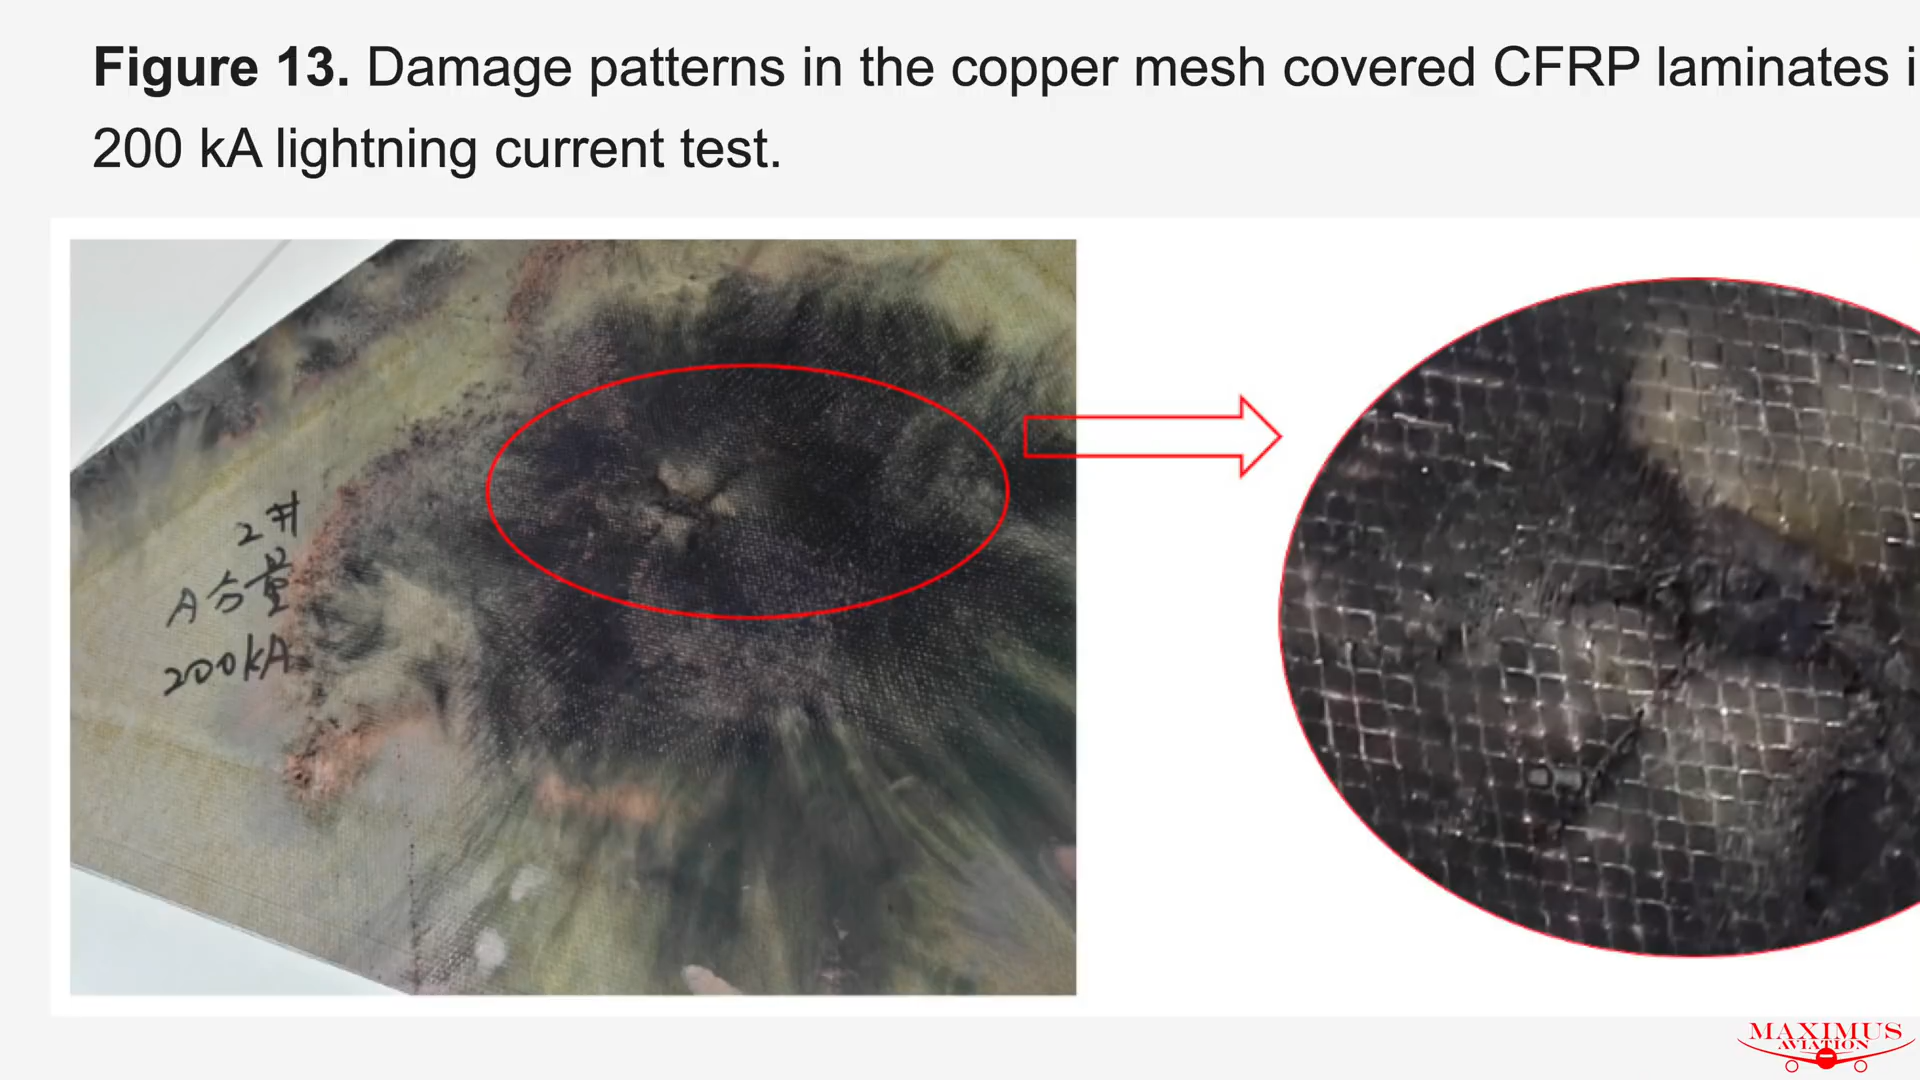 Figure 13. Damage patterns in the copper mesh covered CFRP laminates i
200 kA lightning current test.
2#
A分量
200kA
MAXIMUS
AVIATION